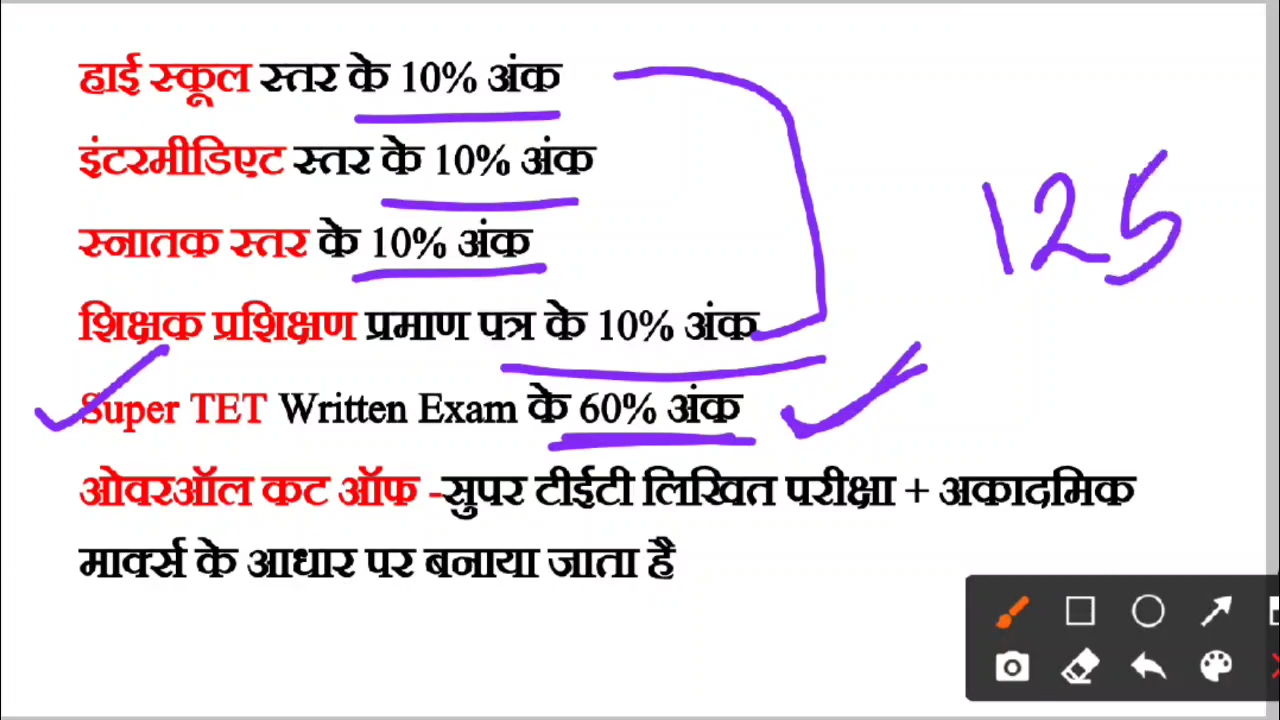 हाई स्कूल स्तर के 10% अंक
इंटरमीडिएट स्तर के 10% अंक
स्नातक स्तर के 10% अंक
125
शिक्षक प्रशिक्षण प्रमाण पत्र के 10% अंक
Super TET Written Exam के 60% अंक
ओवरऑल कट ऑफ -सुपर टीईटी लिखित परीक्षा + अकादमिक
मार्क्स के आधार पर बनाया जाता है